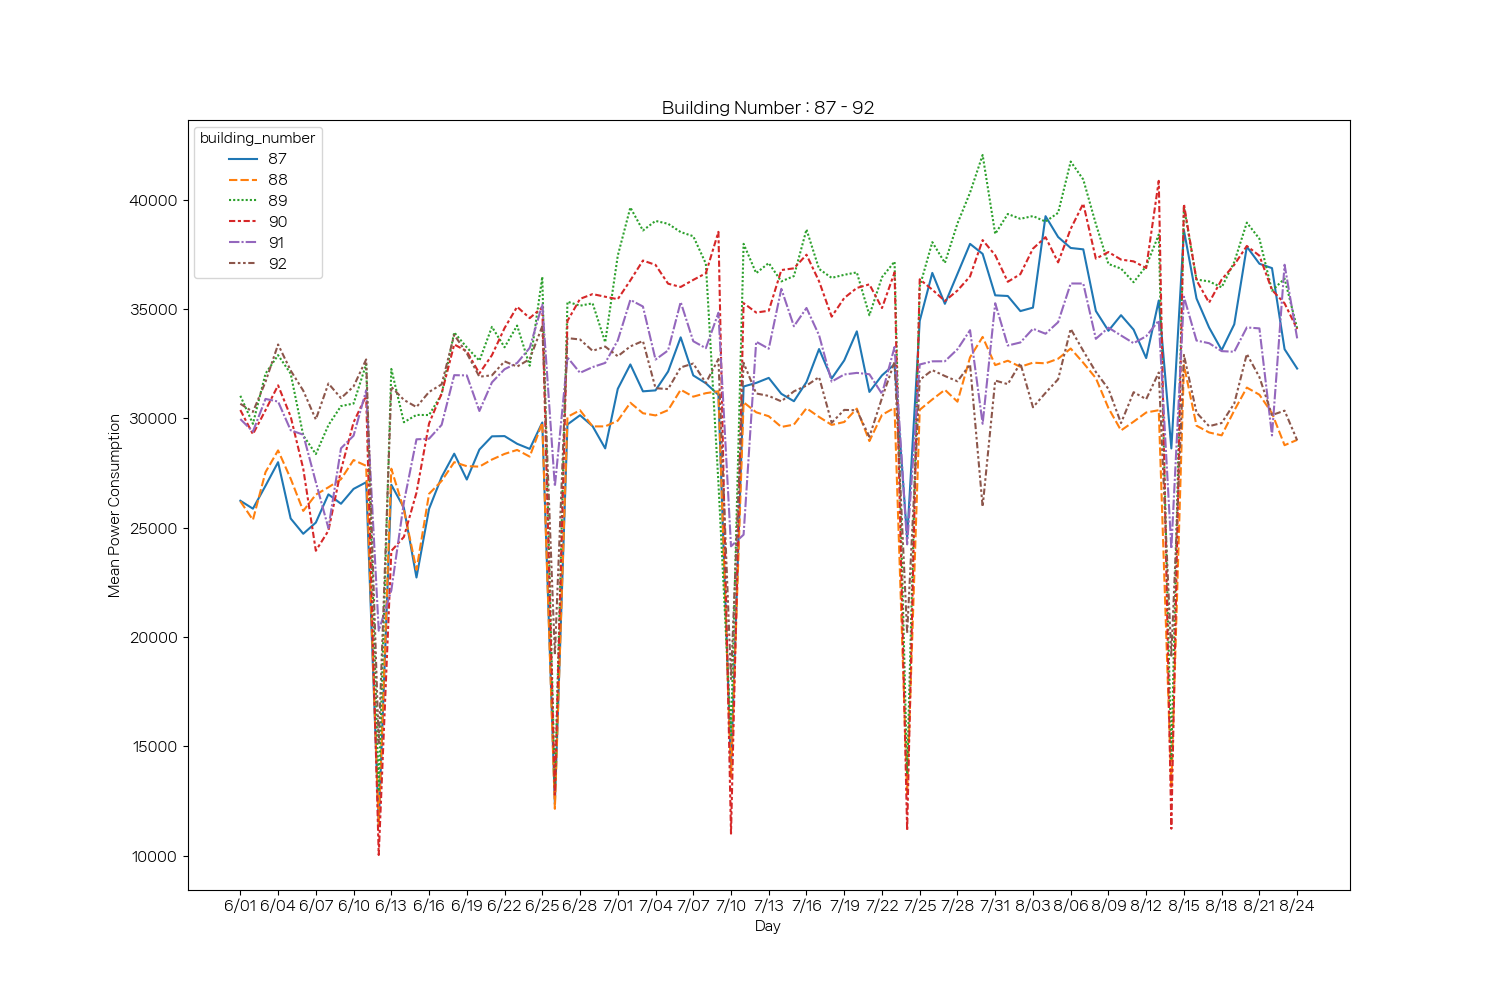 Building Number : 87 - 92
building_number
87
88
89
90
91
92
40000
35000
30000
25000
20000
15000
10000
Mean Power Consumption
6/01 6/04 6/07 6/10 6/13 6/16 6/19 6/22 6/25 6/28 7/01 7/04 7/07 7/10 7/13 7/16 7/19 7/22 7/25 7/28 7/31 8/03 8/06 8/09 8/12 8/15 8/18 8/21 8/24
Day